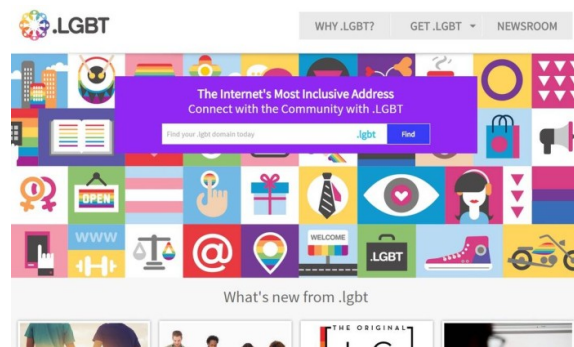 .LGBT
WHY .LGBT?
GET .LGBT
NEWSROOM
The Internet's Most Inclusive Address
Connect with the Community with .LGBT
Find your .lgbt domain today
.lgbt
Find
OPEN
WWW
@
WELCOME
.LGBT
What's new from .lgbt
THE ORIGINAL